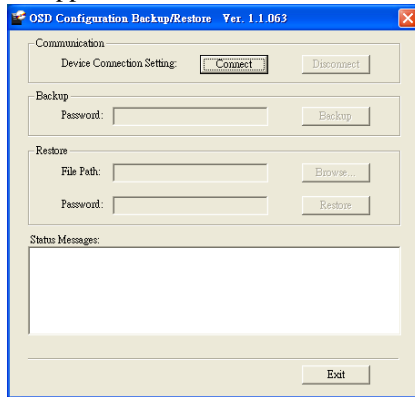 OSD Configuration Backup/Restore Ver. 1.1.063
Communication
Device Connection Setting: Connect Disconnect
Backup
Password: Backup
Restore
File Path: Browse...
Password: Restore
Status Messages:
Exit